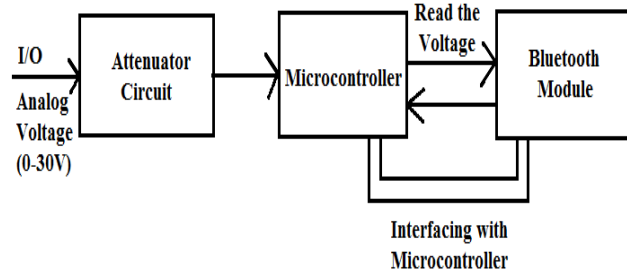 I/O
Analog
Voltage
(0-30V)
Attenuator
Circuit
Microcontroller
Read the
Voltage
Bluetooth
Module
Interfacing with
Microcontroller